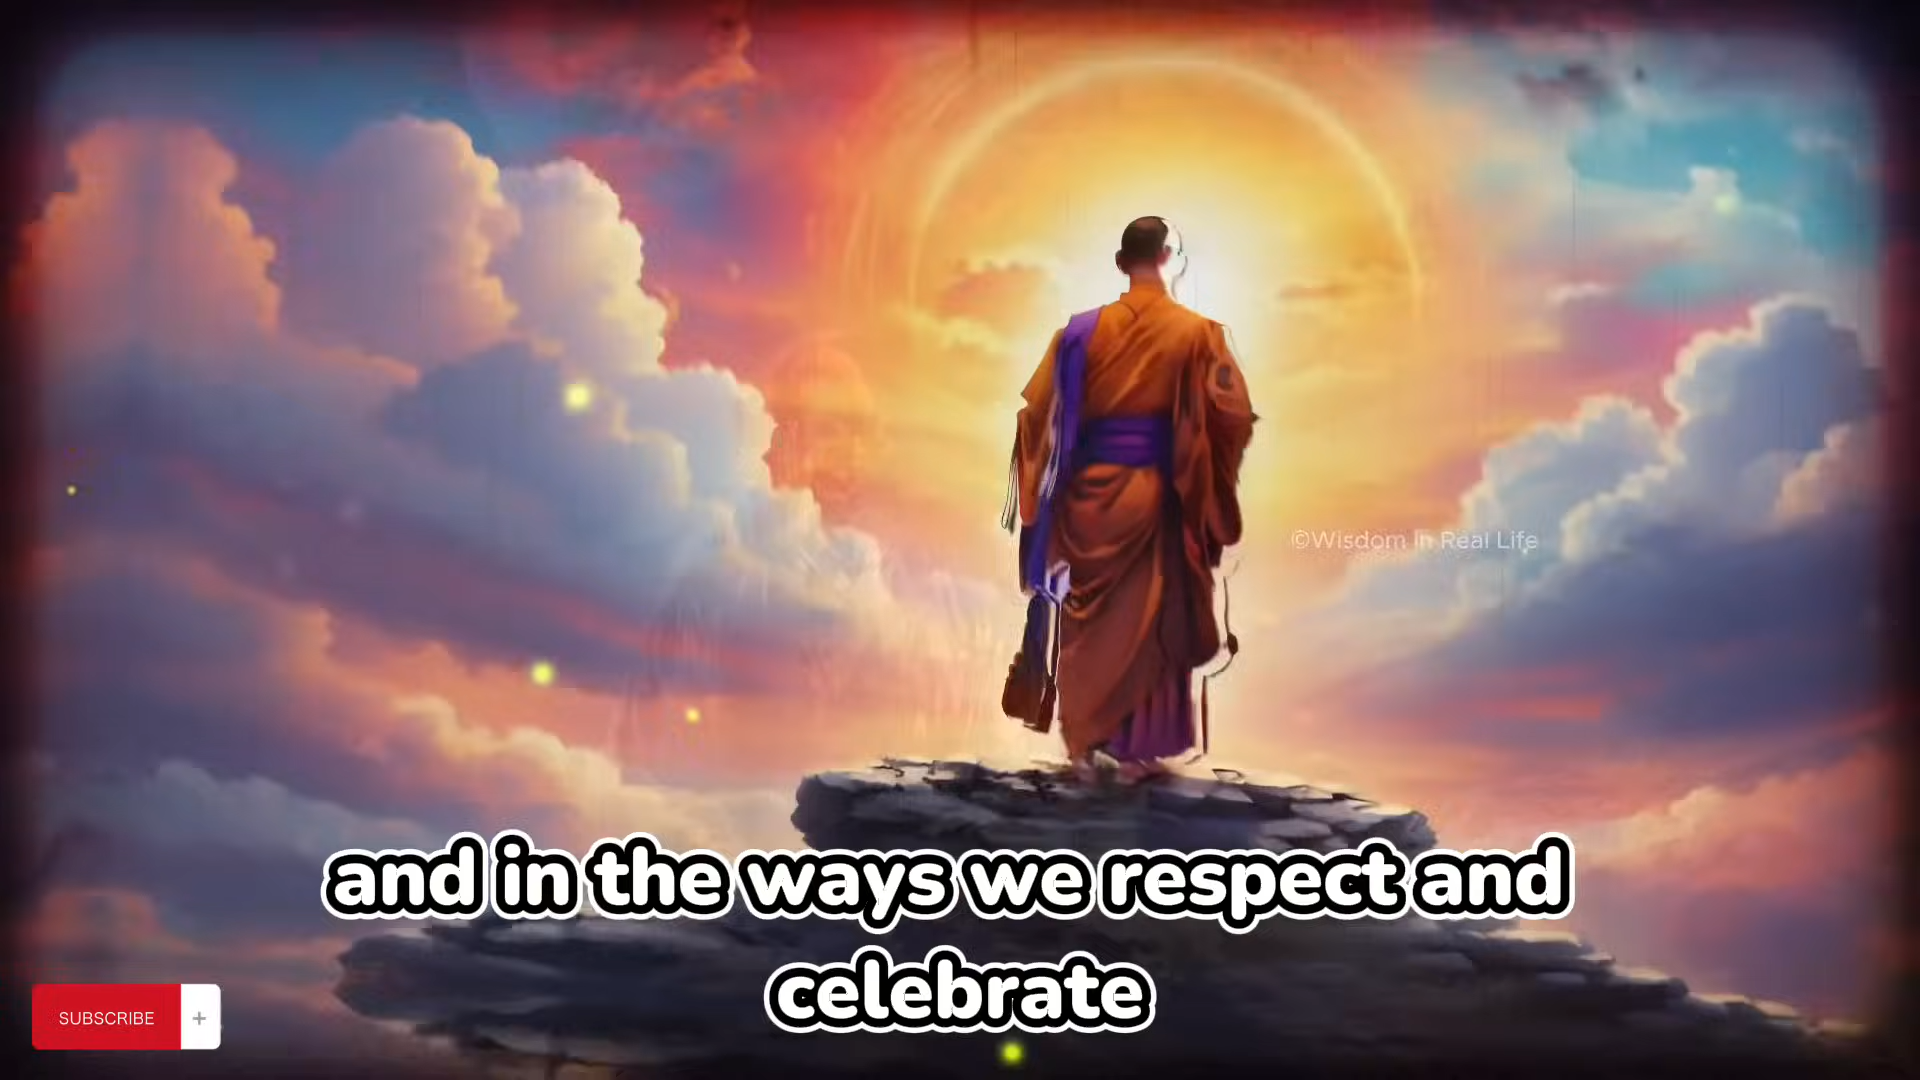 ©Wisdom In Real Life
and in the ways we respect and
celebrate
SUBSCRIBE +